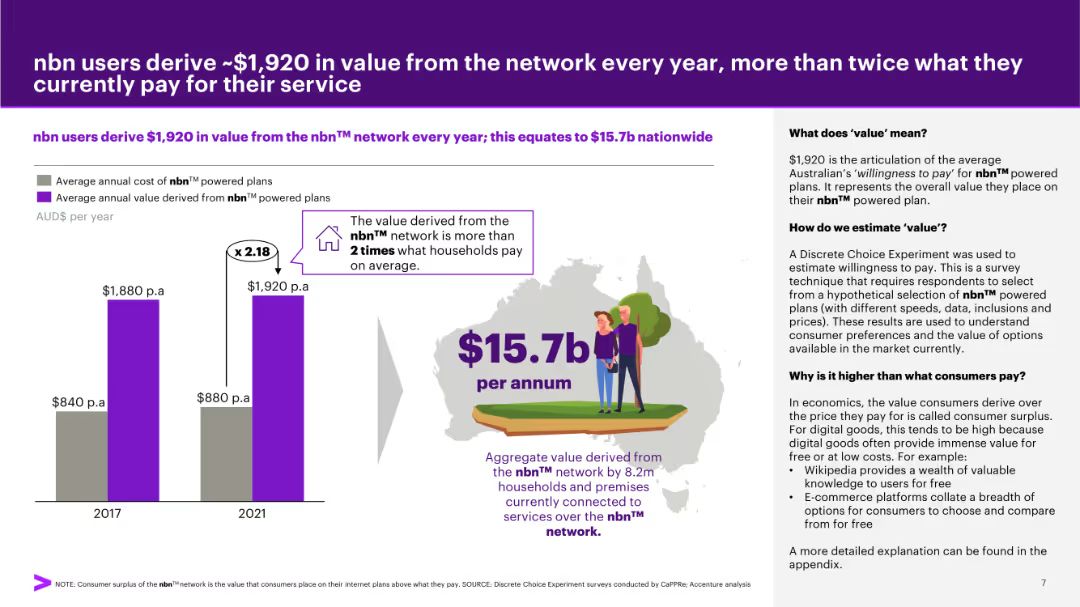 nbn users derive ~$1,920 in value from the network every year, more than twice what they
currently pay for their service
nbn users derive $1,920 in value from the nbn™ network every year; this equates to $15.7b nationwide
Average annual cost of nbn™ powered plans
Average annual value derived from nbn™ powered plans
AUD$ per year
The value derived from the
nbn™ network is more than
2 times what households pay
on average.
x 2.18
$1,880 p.a
$1,920 p.a
$840 p.a
$880 p.a
2017
2021
$15.7b
per annum
Aggregate value derived from
the nbn™ network by 8.2m
households and premises
currently connected to
services over the nbn™
network.
What does ‘value’ mean?
$1,920 is the articulation of the average
Australian’s ‘willingness to pay’ for nbn™ powered
plans. It represents the overall value they place on
their nbn™ powered plan.
How do we estimate ‘value’?
A Discrete Choice Experiment was used to
estimate willingness to pay. This is a survey
technique that requires respondents to select
from a hypothetical selection of nbn™ powered
plans (with different speeds, data, inclusions and
prices). These results are used to understand
consumer preferences and the value of options
available in the market currently.
Why is it higher than what consumers pay?
In economics, the value consumers derive over
the price they pay for is called consumer surplus.
For digital goods, this tends to be high because
digital goods often provide immense value for
free or at low costs. For example:
• Wikipedia provides a wealth of valuable
knowledge to users for free
• E-commerce platforms collate a breadth of
options for consumers to choose and compare
from for free
A more detailed explanation can be found in the
appendix.
NOTE: Consumer surplus of the nbn™ network is the value that consumers place on their internet plans above what they pay. SOURCE: Discrete Choice Experiment surveys conducted by CaPPRe; Accenture analysis
7